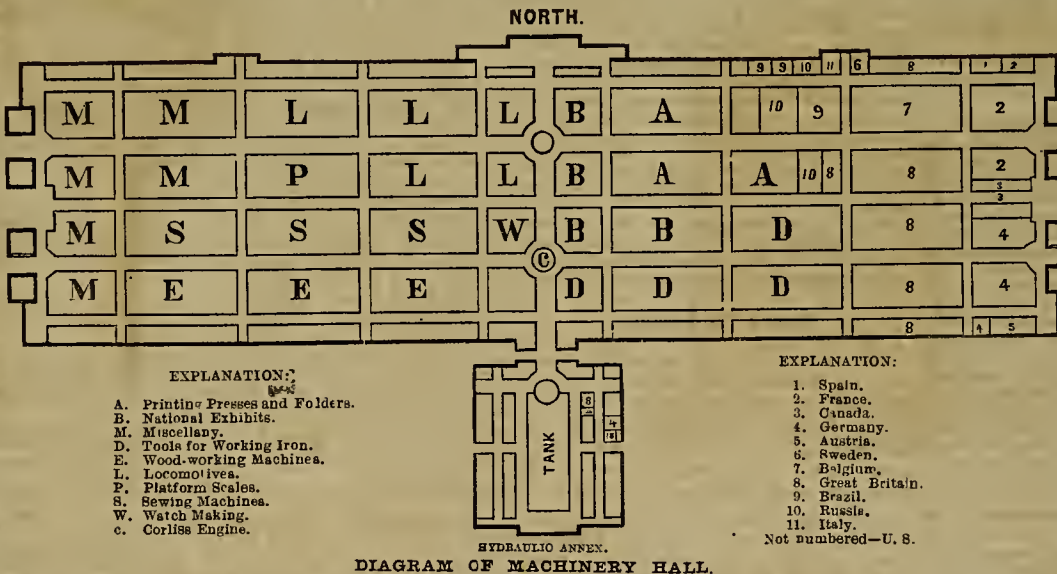 NORTH.
9 9 10 11 6 8 1 2
M M L L L B A 10 9 7 2
M M P L L B A A 10 8 8 2
3
3
M S S S W B B D 8 4
C
M E E E D D D 8 4
8 4 5
EXPLANATION:
A. Printing Presses and Folders.
B. National Exhibits.
M. Miscellany.
D. Tools for Working Iron.
E. Wood-working Machines.
L. Locomotives.
P. Platform Scales.
S. Sewing Machines.
W. Watch Making.
c. Corliss Engine.
8
4
TANK
HYDRAULIC ANNEX.
EXPLANATION:
1. Spain.
2. France.
3. Canada.
4. Germany.
5. Austria.
6. Sweden.
7. Belgium.
8. Great Britain.
9. Brazil.
10. Russia.
11. Italy.
Not numbered—U. S.
DIAGRAM OF MACHINERY HALL.